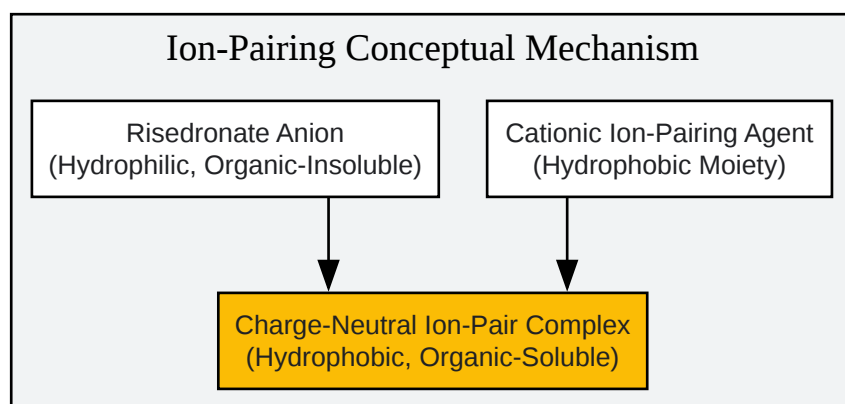 Ion-Pairing Conceptual Mechanism
Risedronate Anion
(Hydrophilic, Organic-Insoluble)
Cationic Ion-Pairing Agent
(Hydrophobic Moiety)
Charge-Neutral Ion-Pair Complex
(Hydrophobic, Organic-Soluble)